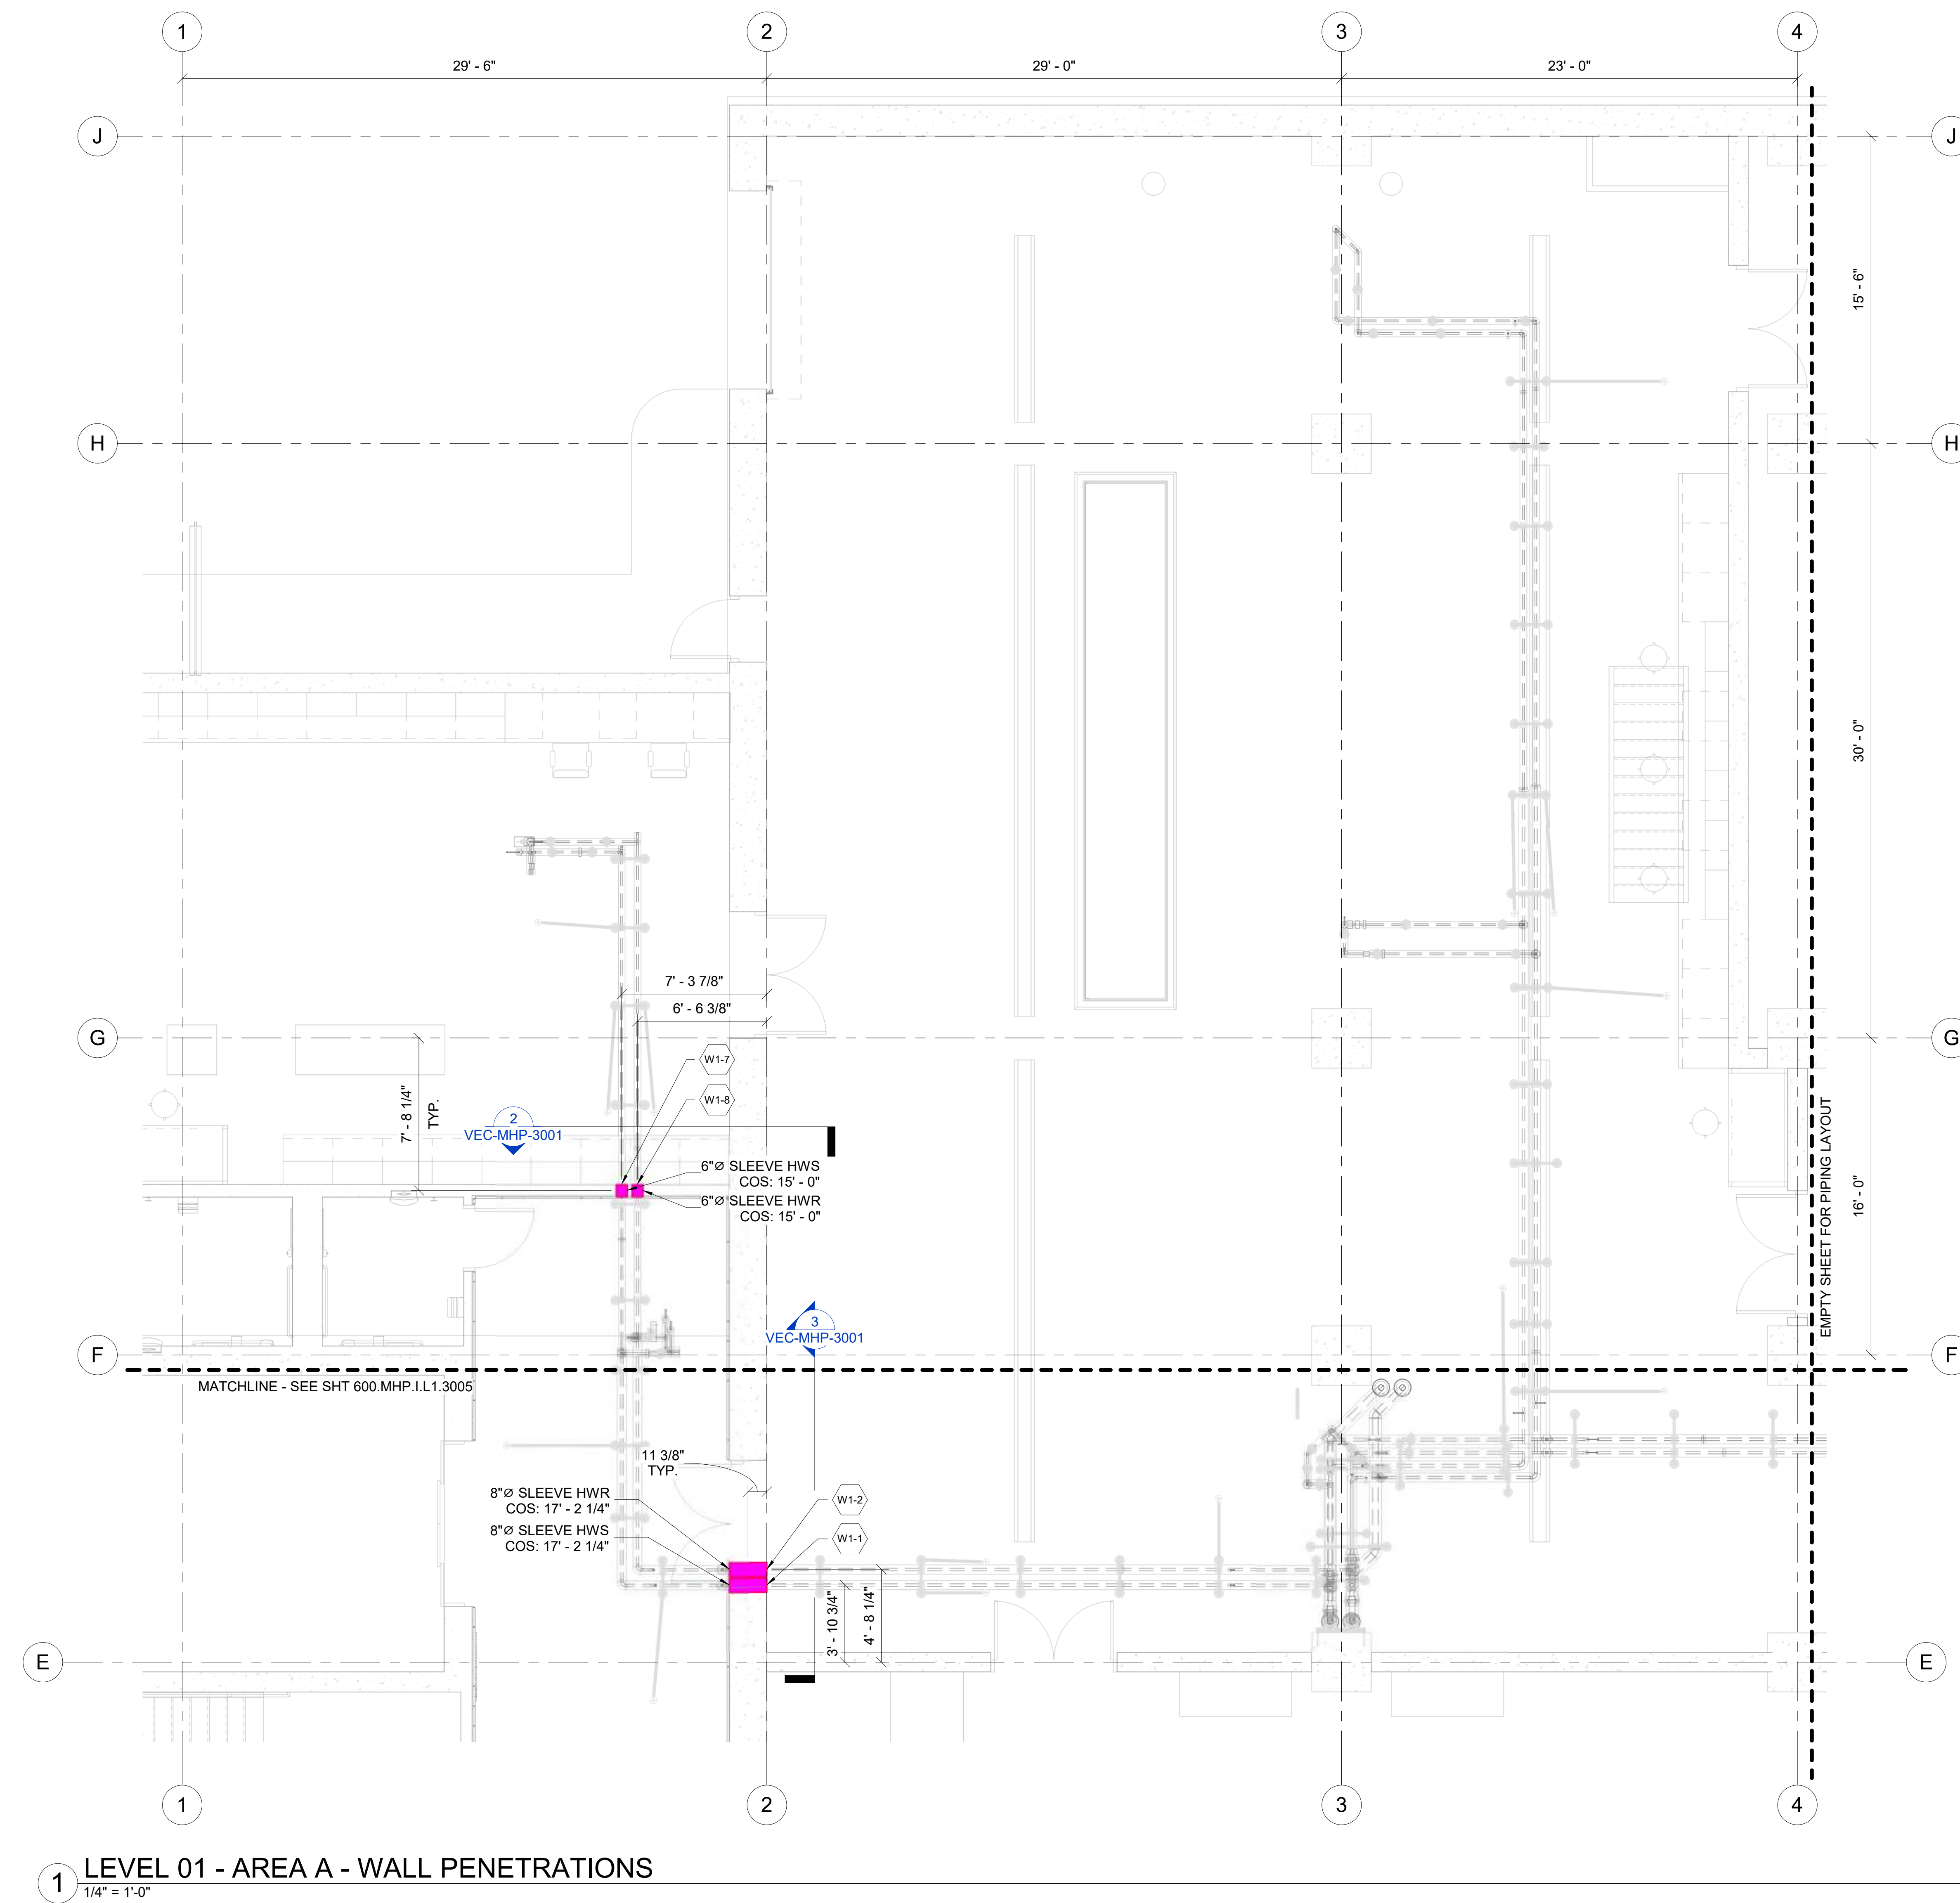 1
2
3
4
29' - 6"
29' - 0"
23' - 0"
J
J
15' - 6"
H
H
30' - 0"
7' - 3 7/8"
6' - 6 3/8"
G
G
W1-7
W1-8
7' - 8 1/4"
TYP.
2
VEC-MHP-3001
6"Ø SLEEVE HWS
COS: 15' - 0"
6"Ø SLEEVE HWR
COS: 15' - 0"
16' - 0"
EMPTY SHEET FOR PIPING LAYOUT
3
VEC-MHP-3001
F
F
MATCHLINE - SEE SHT 600.MHP.I.L1.3005
11 3/8"
TYP.
8"Ø SLEEVE HWR
COS: 17' - 2 1/4"
8"Ø SLEEVE HWS
COS: 17' - 2 1/4"
W1-2
W1-1
3' - 10 3/4"
4' - 8 1/4"
E
E
1
2
3
4
1
LEVEL 01 - AREA A - WALL PENETRATIONS
1/4" = 1'-0"